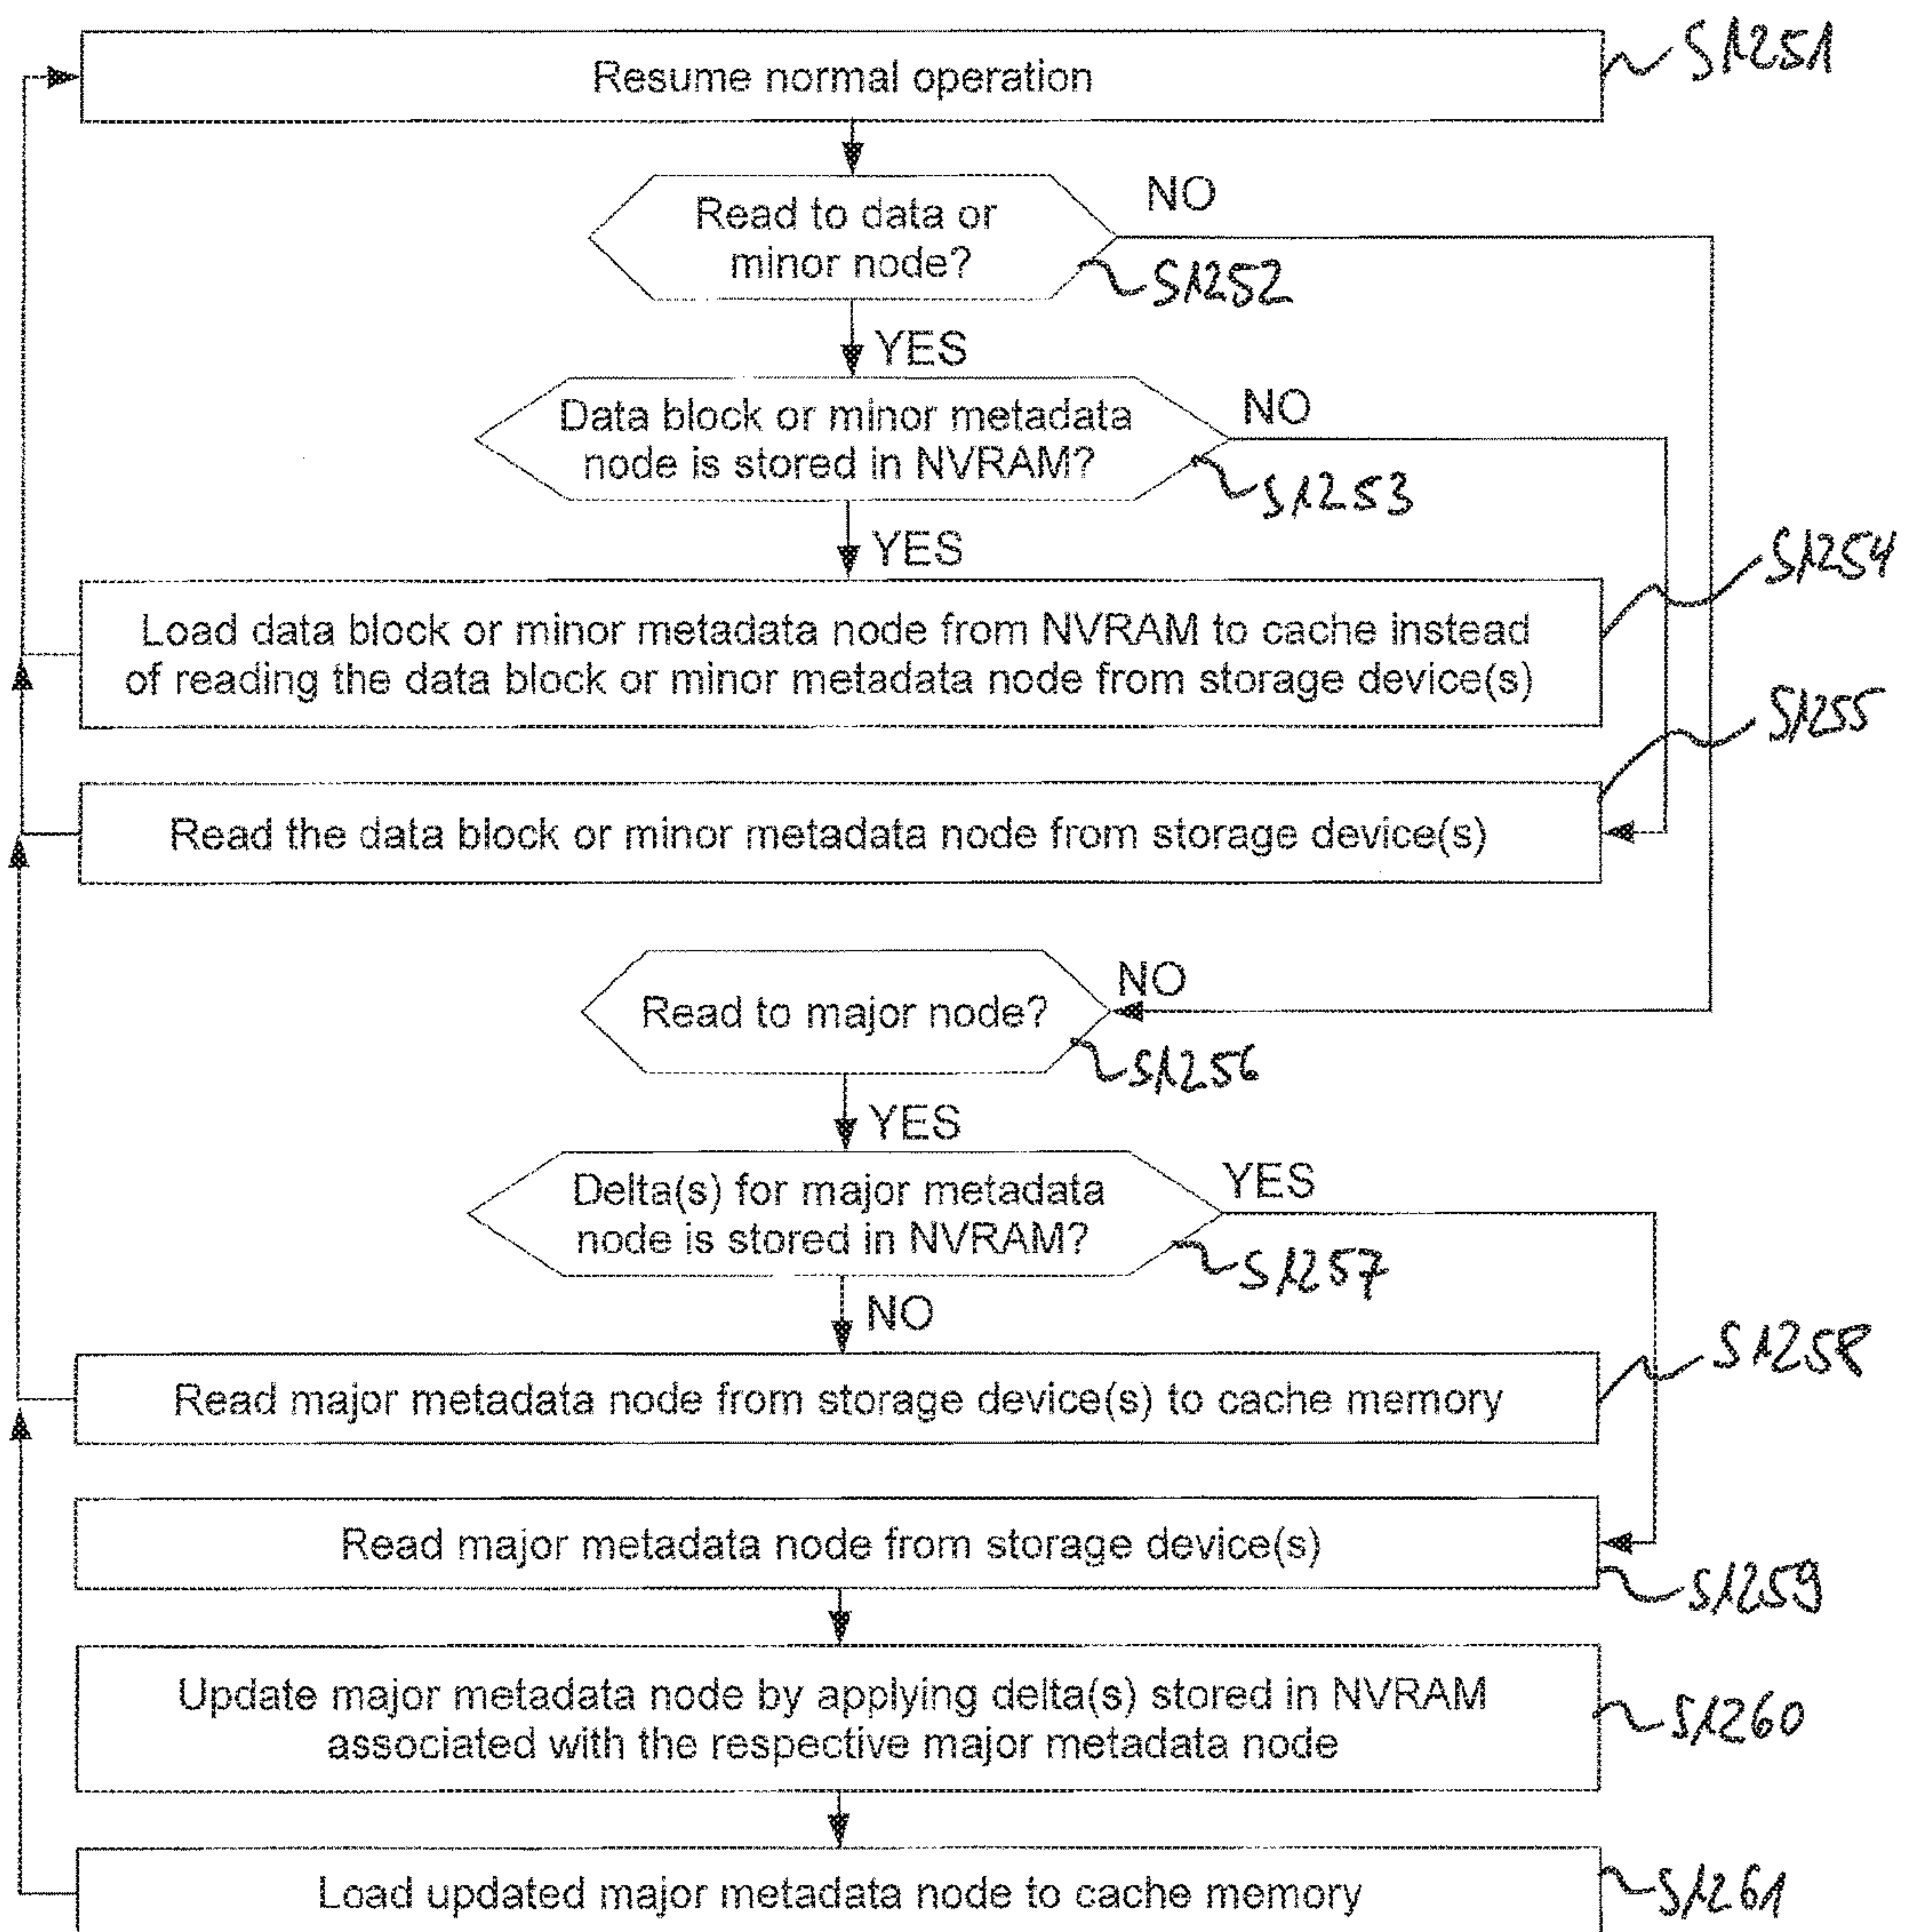 Resume normal operation
S1251
Read to data or
minor node?
NO
S1252
YES
Data block or minor metadata
node is stored in NVRAM?
NO
S1253
YES
Load data block or minor metadata node from NVRAM to cache instead
of reading the data block or minor metadata node from storage device(s)
S1254
Read the data block or minor metadata node from storage device(s)
S1255
Read to major node?
NO
S1256
YES
Delta(s) for major metadata
node is stored in NVRAM?
YES
S1257
NO
Read major metadata node from storage device(s) to cache memory
S1258
Read major metadata node from storage device(s)
S1259
Update major metadata node by applying delta(s) stored in NVRAM
associated with the respective major metadata node
S1260
Load updated major metadata node to cache memory
S1261